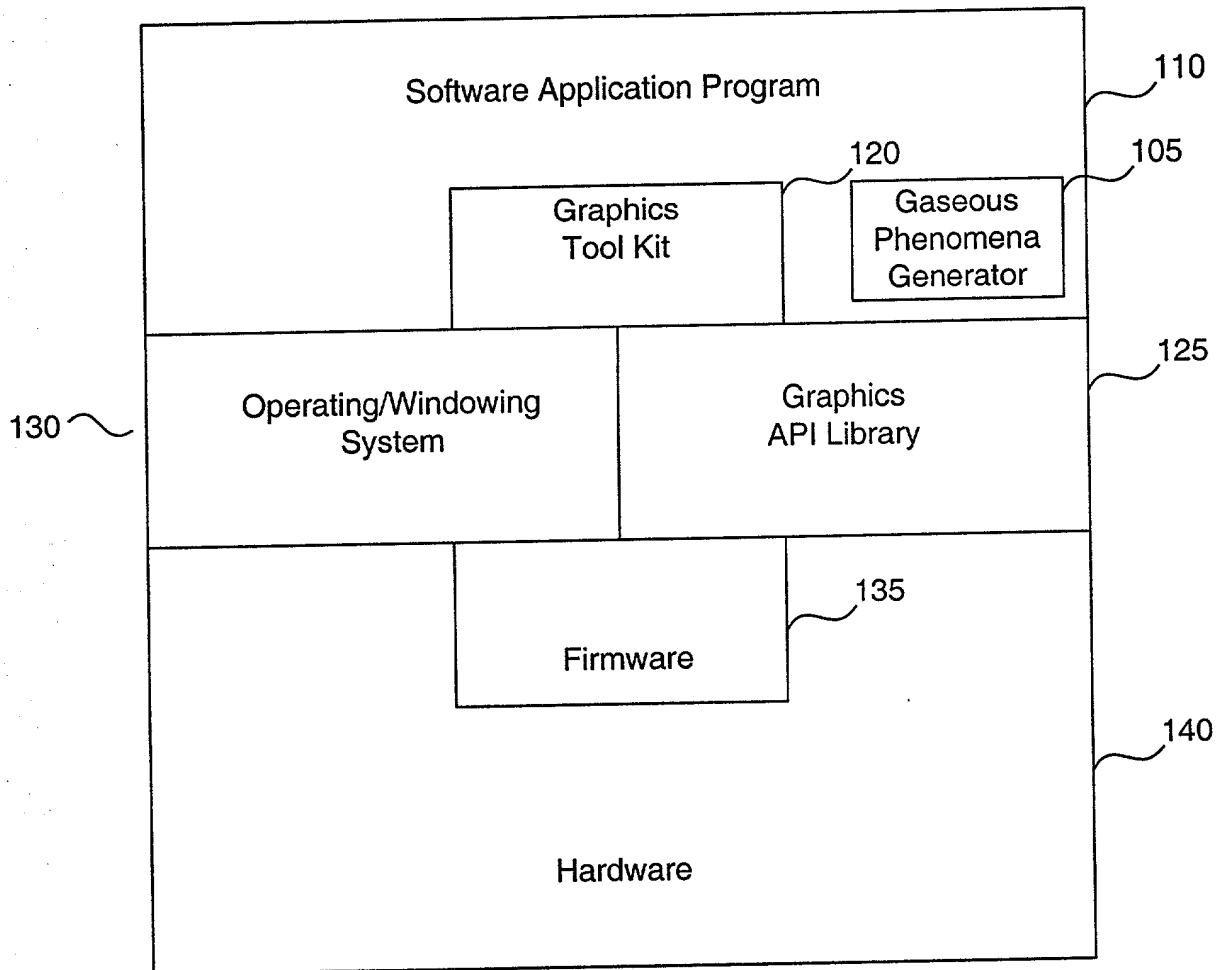 Software Application Program
110
120
105
Graphics
Tool Kit
Gaseous
Phenomena
Generator
125
130
Operating/Windowing
System
Graphics
API Library
135
Firmware
140
Hardware